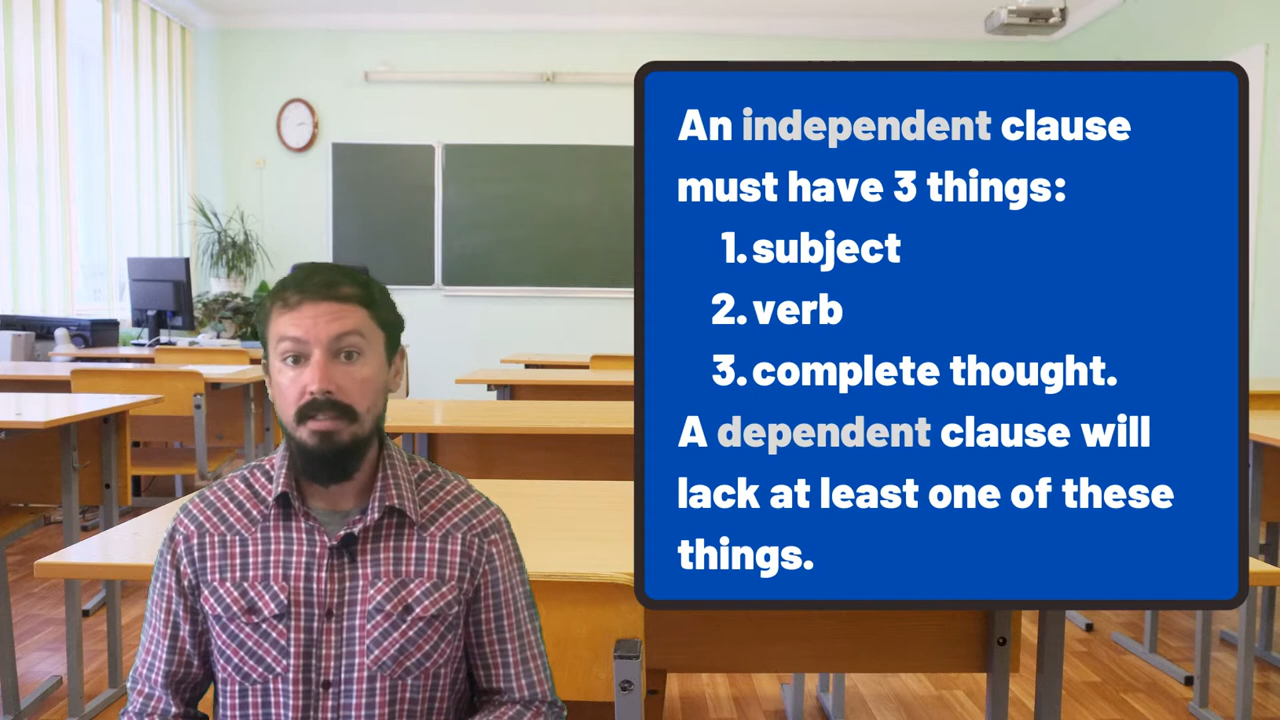 An independent clause
must have 3 things:
1. subject
2. verb
3. complete thought.
A dependent clause will
lack at least one of these
things.